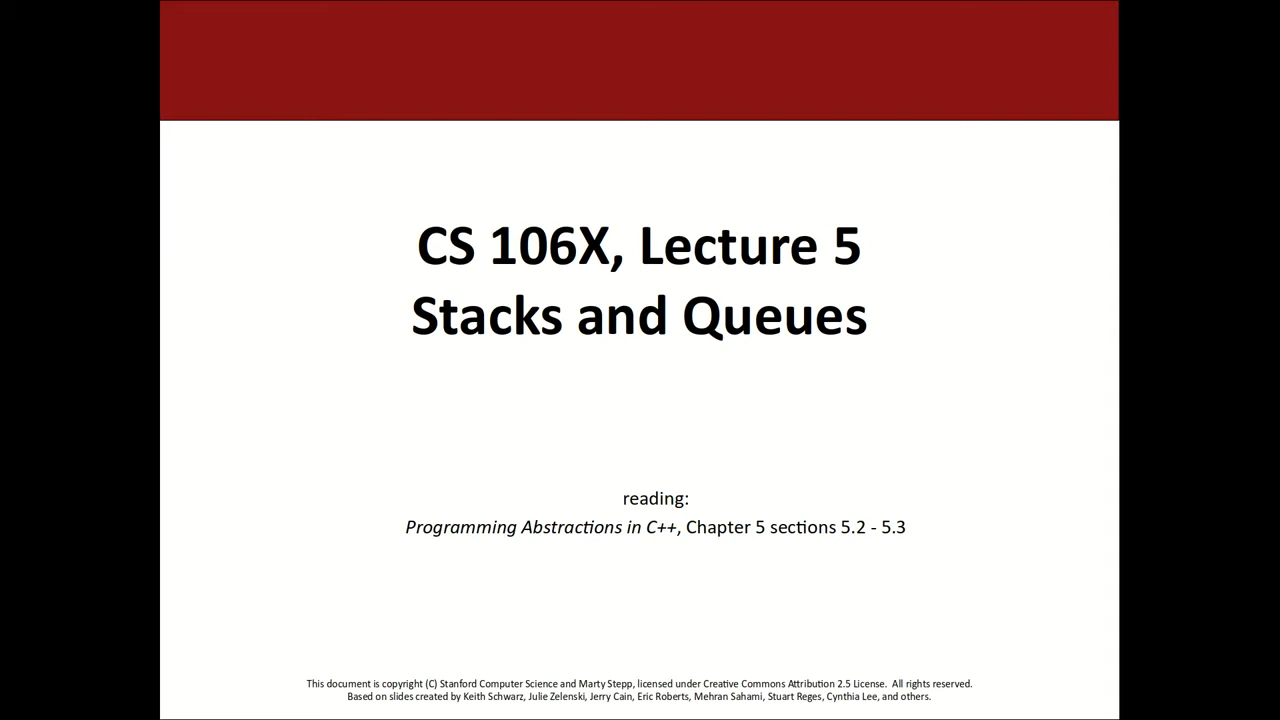 CS 106X, Lecture 5
Stacks and Queues
reading:
Programming Abstractions in C++, Chapter 5 sections 5.2 - 5.3
This document is copyright (C) Stanford Computer Science and Marty Stepp, licensed under Creative Commons Attribution 2.5 License.  All rights reserved.
Based on slides created by Keith Schwarz, Julie Zelenski, Jerry Cain, Eric Roberts, Mehran Sahami, Stuart Reges, Cynthia Lee, and others.